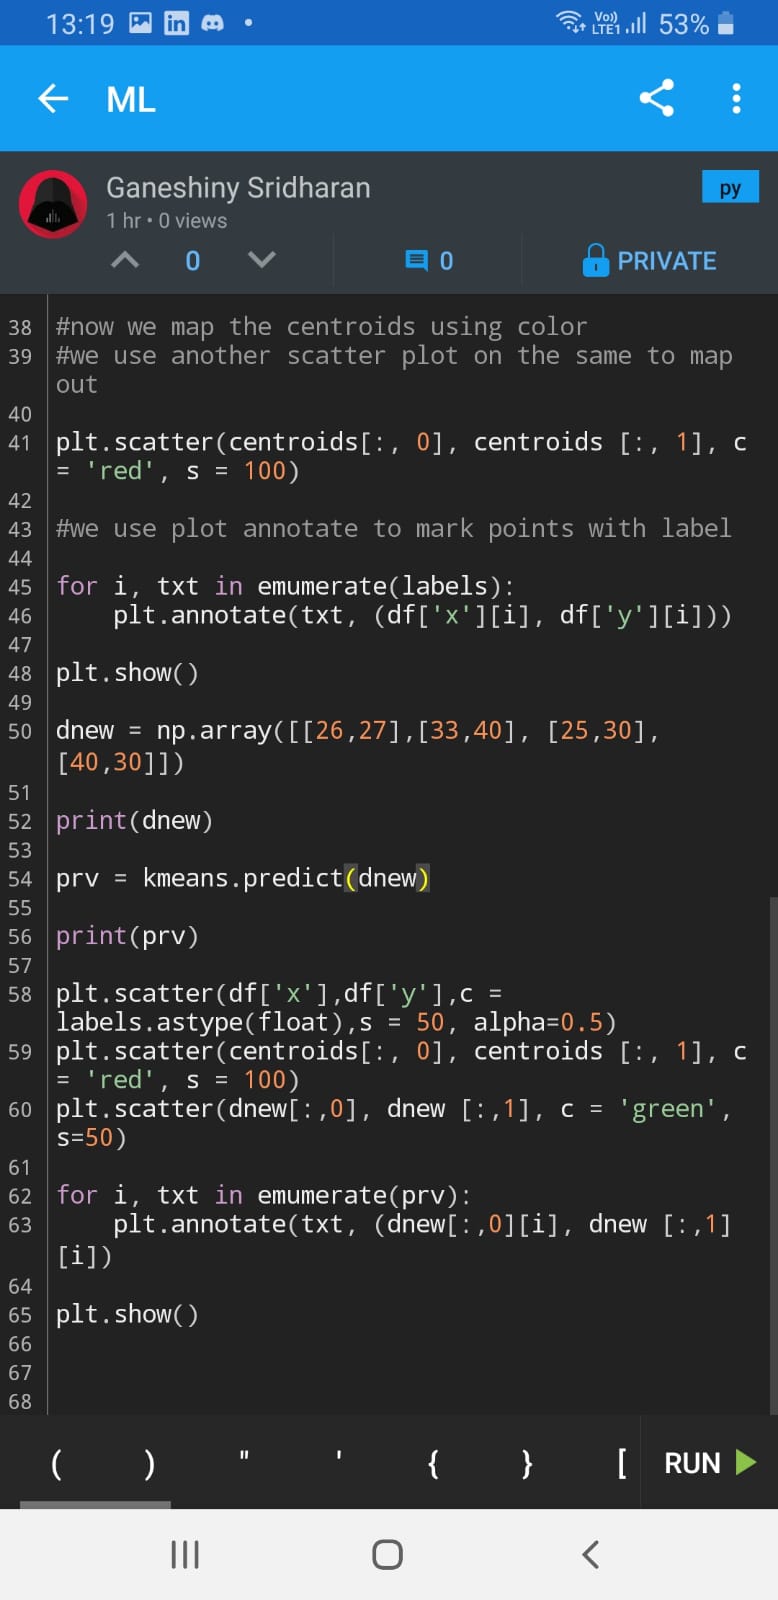 13:19
Vo)) LTE1 53%
ML
Ganeshiny Sridharan
py
1 hr • 0 views
0
0
PRIVATE
38 #now we map the centroids using color
39 #we use another scatter plot on the same to map
out
40
41 plt.scatter(centroids[:, 0], centroids [:, 1], c
= 'red', s = 100)
42
43 #we use plot annotate to mark points with label
44
45 for i, txt in emumerate(labels):
46     plt.annotate(txt, (df['x'][i], df['y'][i]))
47
48 plt.show()
49
50 dnew = np.array([[26,27],[33,40], [25,30],
[40,30]])
51
52 print(dnew)
53
54 prv = kmeans.predict(dnew)
55
56 print(prv)
57
58 plt.scatter(df['x'],df['y'],c =
labels.astype(float),s = 50, alpha=0.5)
59 plt.scatter(centroids[:, 0], centroids [:, 1], c
= 'red', s = 100)
60 plt.scatter(dnew[:,0], dnew [:,1], c = 'green',
s=50)
61
62 for i, txt in emumerate(prv):
63     plt.annotate(txt, (dnew[:,0][i], dnew [:,1]
[i])
64
65 plt.show()
66
67
68
( ) " ' { } [ RUN